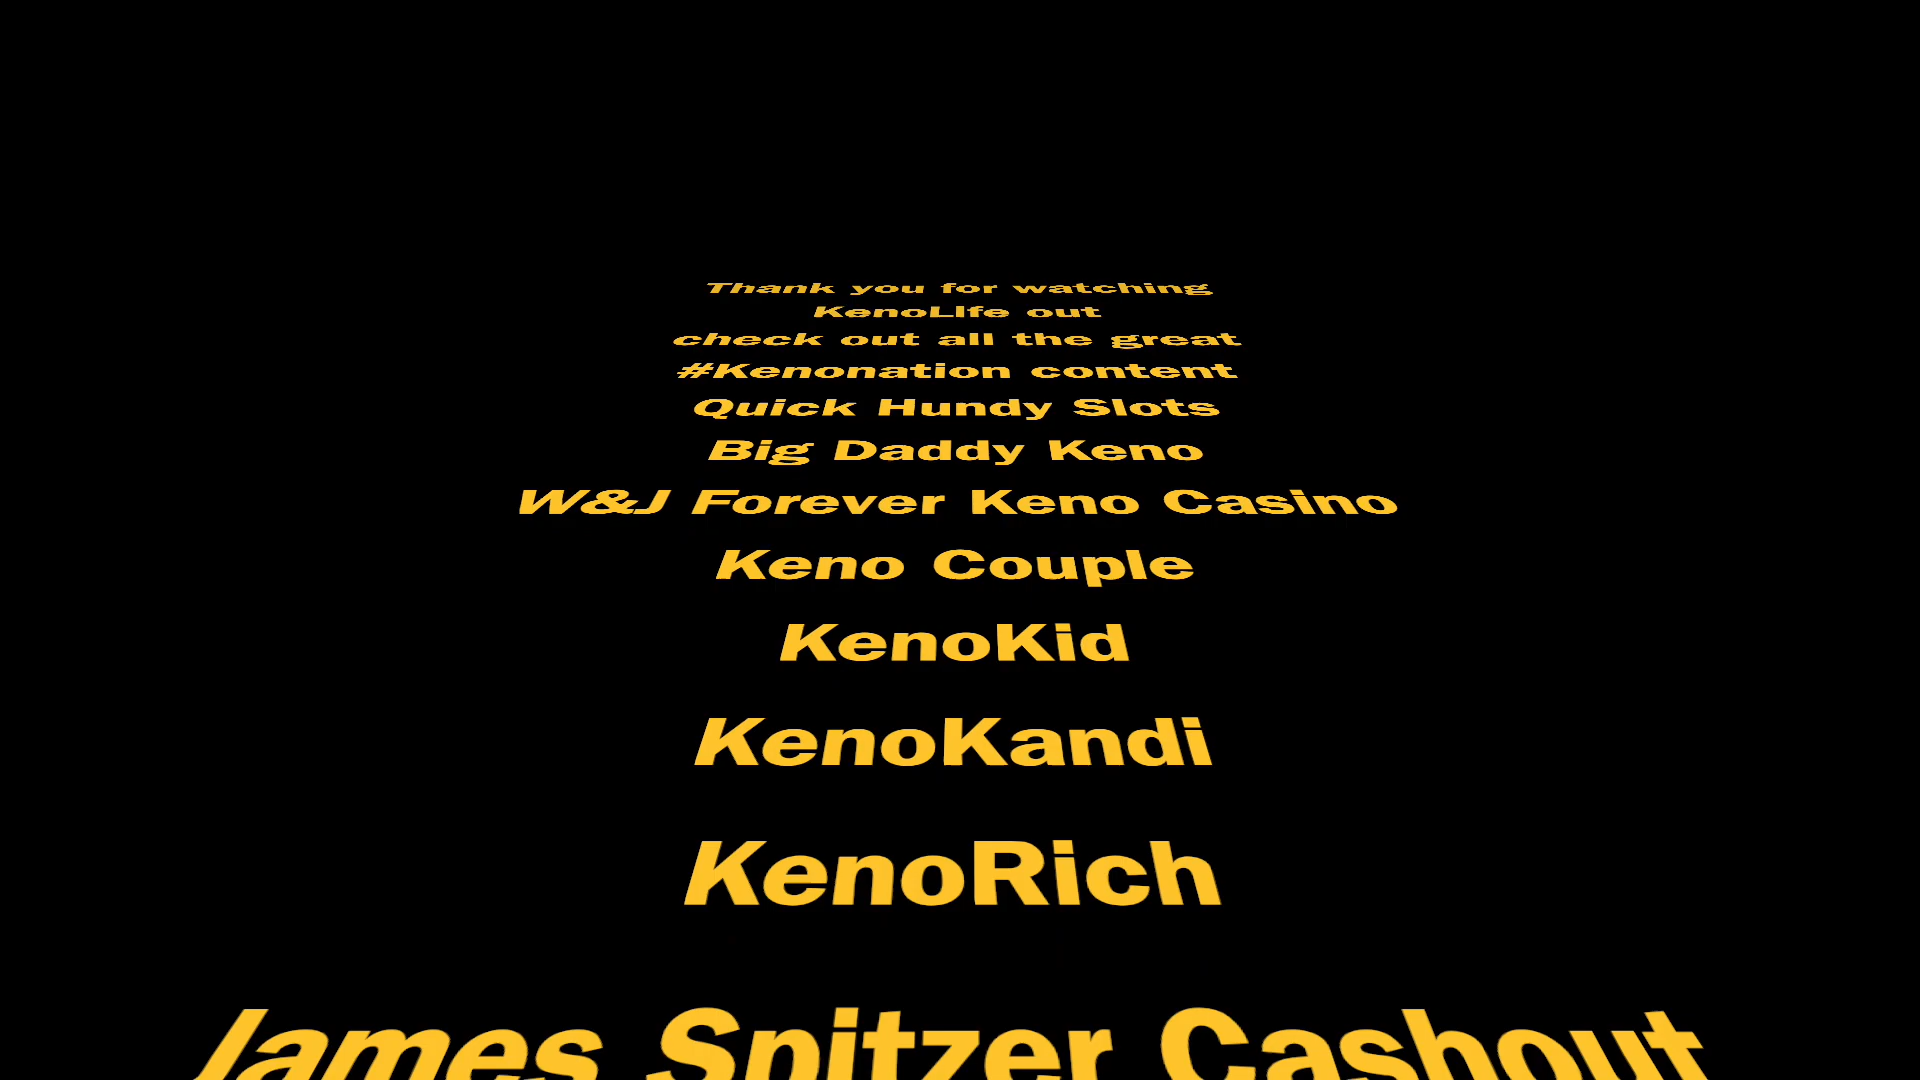 Thank you for watching
KenoLIfe out
check out all the great
#Kenonation content
Quick Hundy Slots
Big Daddy Keno
W&J Forever Keno Casino
Keno Couple
KenoKid
KenoKandi
KenoRich
James Spitzer Cashout